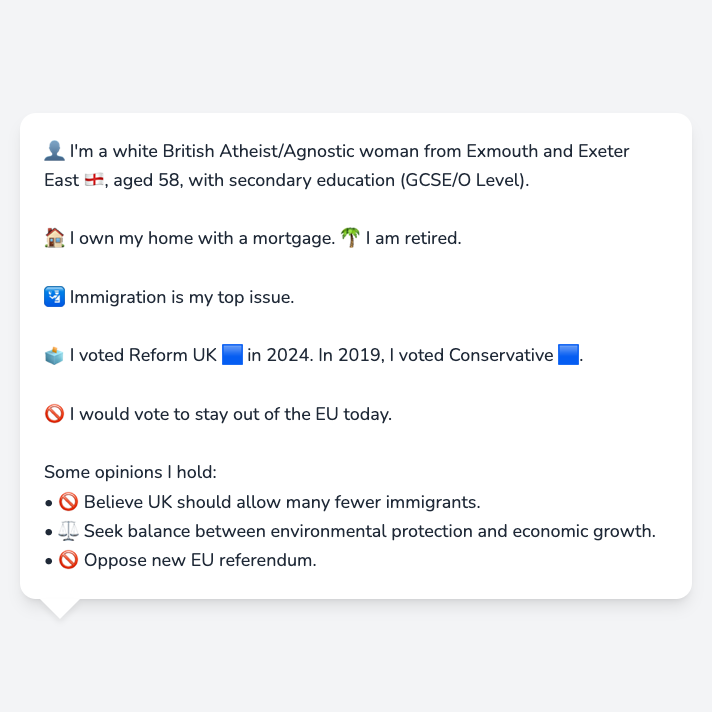 👤 I'm a white British Atheist/Agnostic woman from Exmouth and Exeter
East 🏴󠁧󠁢󠁥󠁮󠁧󠁿, aged 58, with secondary education (GCSE/O Level).
🏠 I own my home with a mortgage. 🌴 I am retired.
🛂 Immigration is my top issue.
🗳️ I voted Reform UK 🟦 in 2024. In 2019, I voted Conservative 🟦.
🚫 I would vote to stay out of the EU today.
Some opinions I hold:
• 🚫 Believe UK should allow many fewer immigrants.
• ⚖️ Seek balance between environmental protection and economic growth.
• 🚫 Oppose new EU referendum.